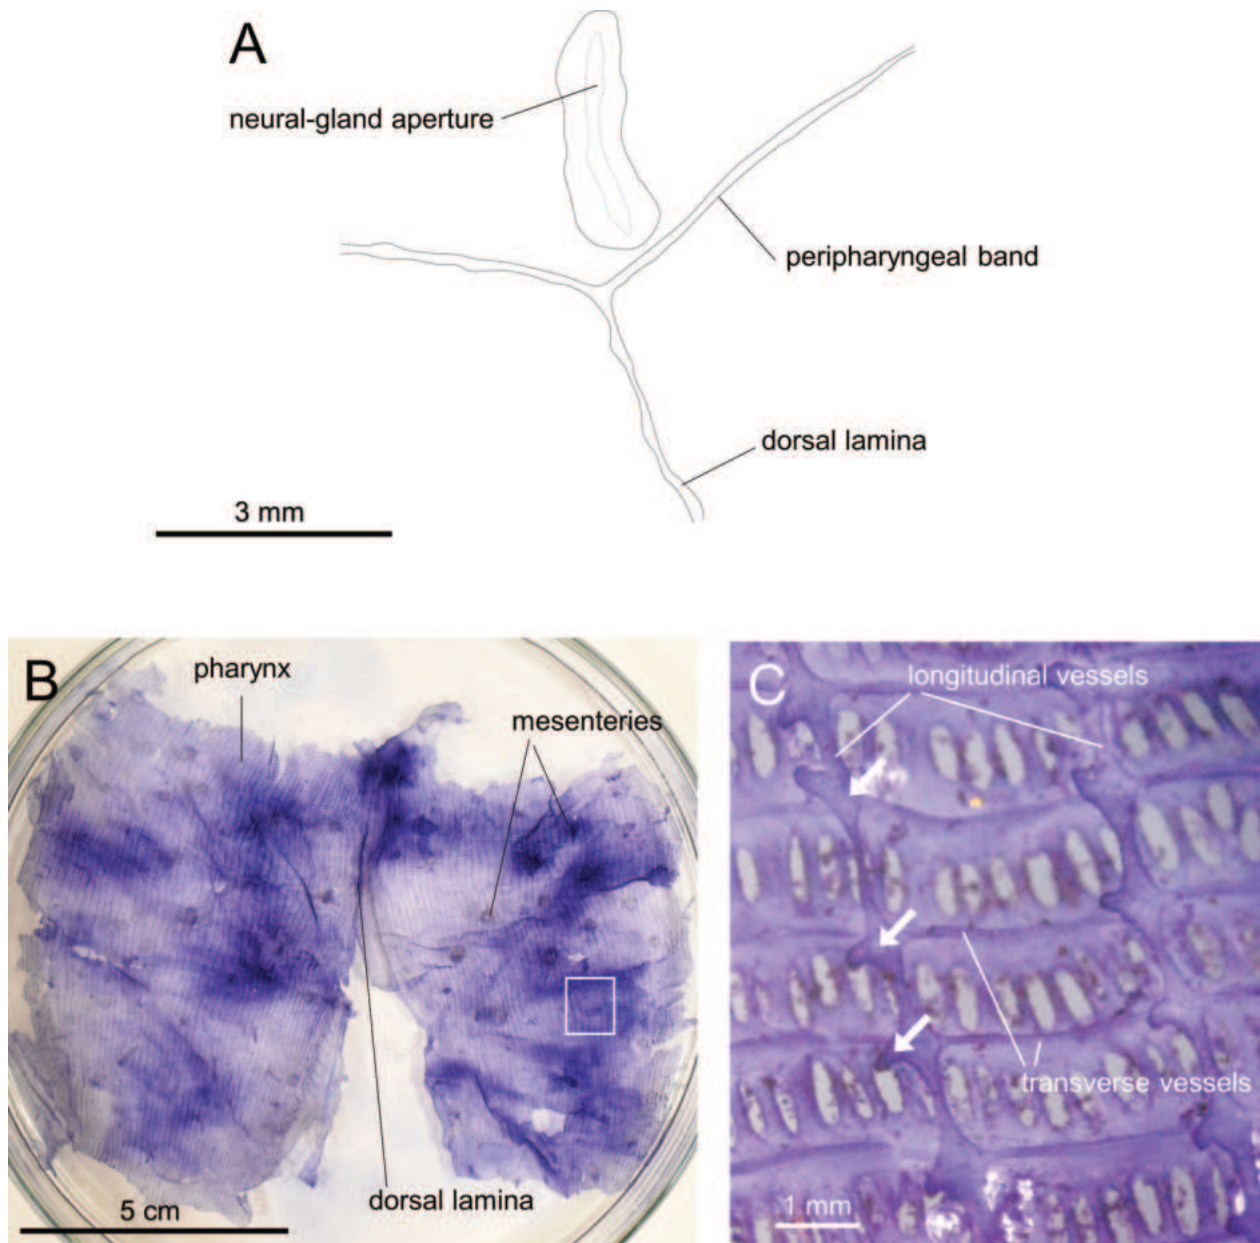 A
neural-gland aperture
peripharyngeal band
dorsal lamina
3 mm
B
pharynx
mesenteries
dorsal lamina
5 cm
C
longitudinal vessels
transverse vessels
1 mm